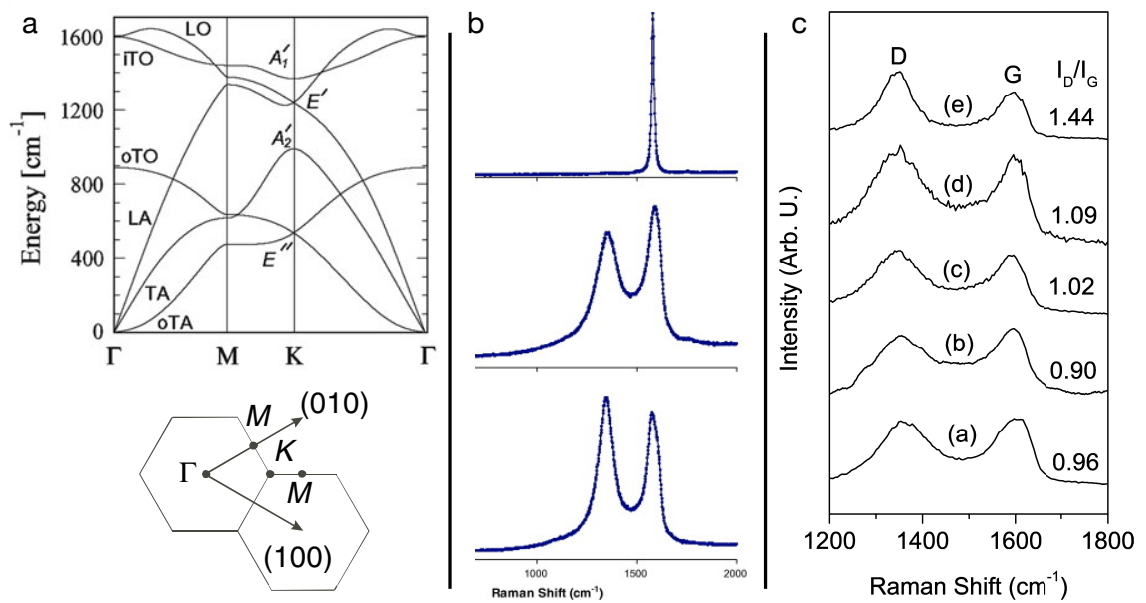 a
1600
1200
800
400
0
Energy [cm⁻¹]
LO
iTO
oTO
LA
TA
oTA
A₁′
E′
A₂′
E″
Γ M K Γ
M (010)
K
Γ
M
(100)
b
1000 1500 2000
Raman Shift (cm⁻¹)
c
Intensity (Arb. U.)
D G I_D/I_G
(e) 1.44
(d) 1.09
(c) 1.02
(b) 0.90
(a) 0.96
1200 1400 1600 1800
Raman Shift (cm⁻¹)